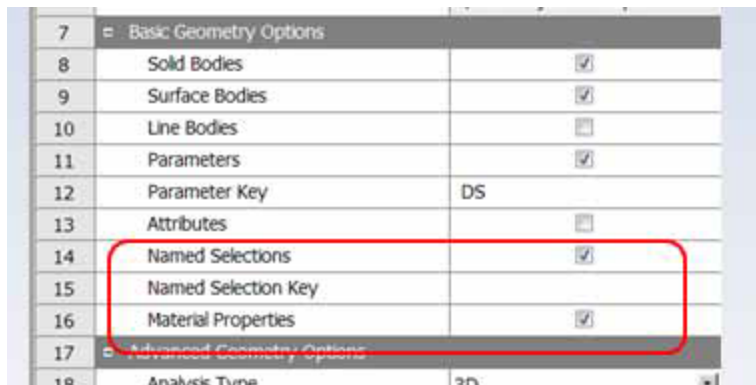 7 Basic Geometry Options
8 Solid Bodies
9 Surface Bodies
10 Line Bodies
11 Parameters
12 Parameter Key DS
13 Attributes
14 Named Selections
15 Named Selection Key
16 Material Properties
17 Advanced Geometry Options
18 Analysis Type 3D